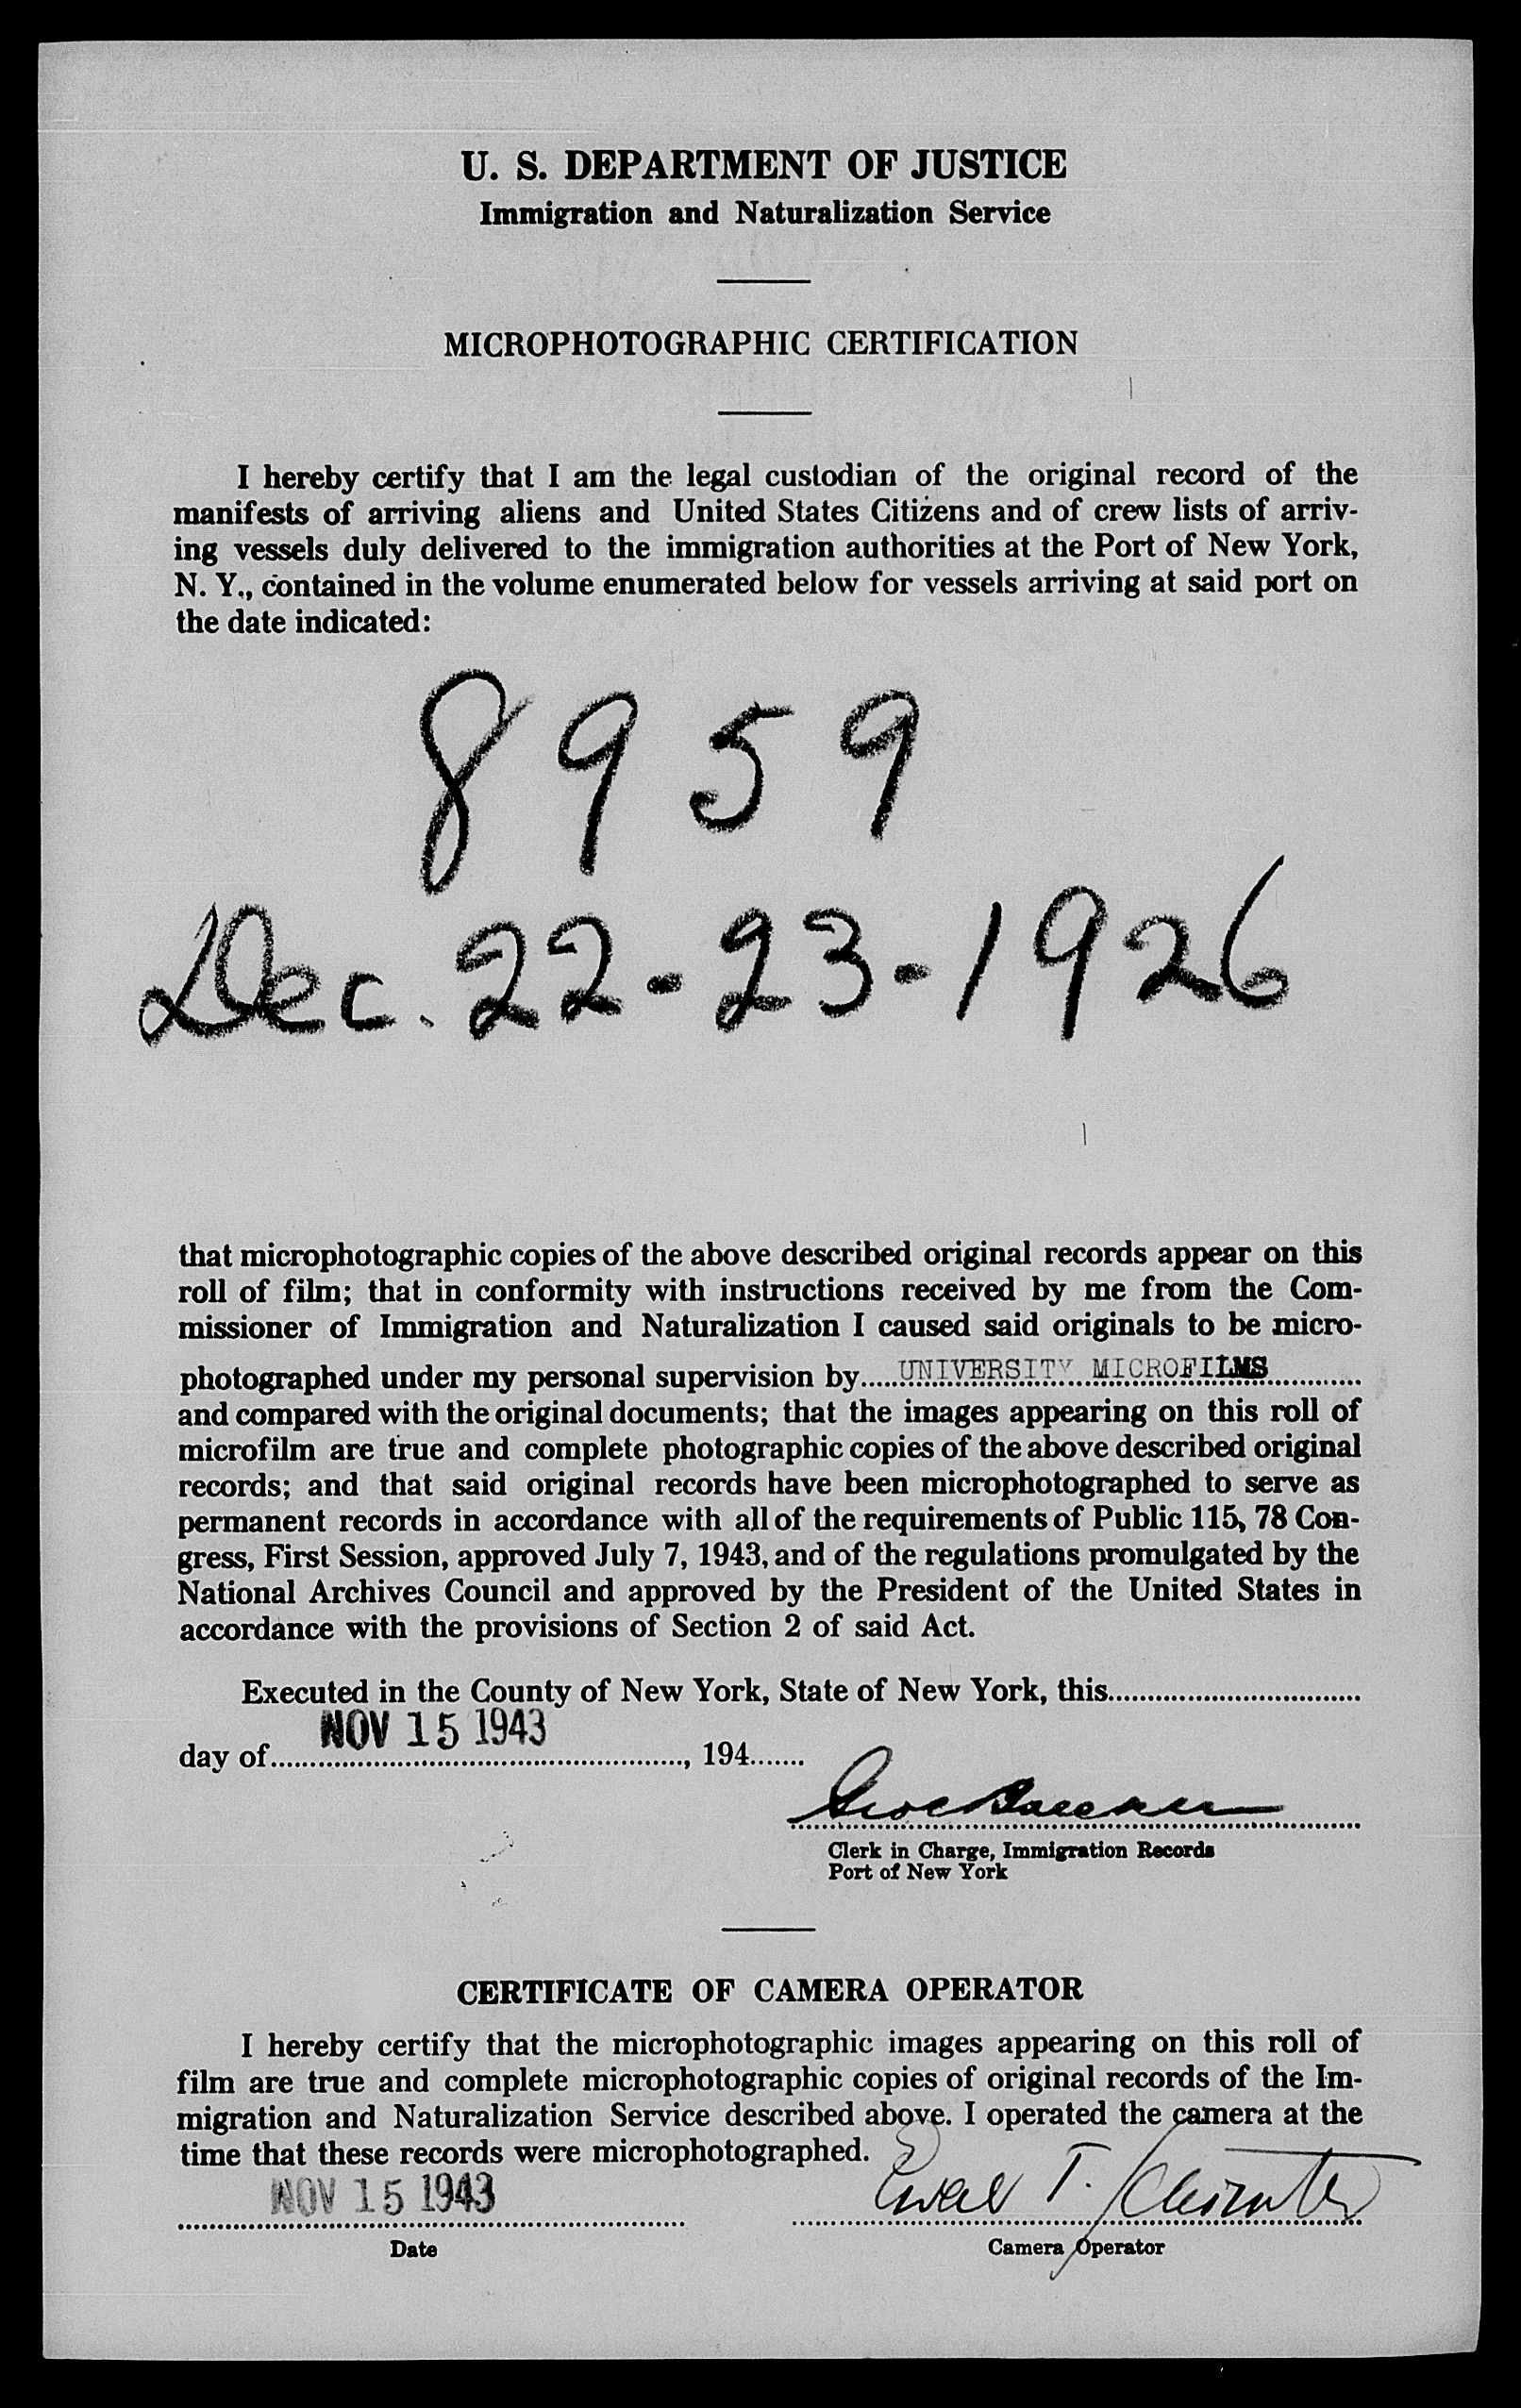 U. S. DEPARTMENT OF JUSTICE
Immigration and Naturalization Service
MICROPHOTOGRAPHIC CERTIFICATION
I hereby certify that I am the legal custodian of the original record of the
manifests of arriving aliens and United States Citizens and of crew lists of arriv-
ing vessels duly delivered to the immigration authorities at the Port of New York,
N. Y., contained in the volume enumerated below for vessels arriving at said port on
the date indicated:
8959
Dec. 22-23-1926
that microphotographic copies of the above described original records appear on this
roll of film; that in conformity with instructions received by me from the Com-
missioner of Immigration and Naturalization I caused said originals to be micro-
photographed under my personal supervision by.....UNIVERSITY MICROFILMS............
and compared with the original documents; that the images appearing on this roll of
microfilm are true and complete photographic copies of the above described original
records; and that said original records have been microphotographed to serve as
permanent records in accordance with all of the requirements of Public 115, 78 Con-
gress, First Session, approved July 7, 1943, and of the regulations promulgated by the
National Archives Council and approved by the President of the United States in
accordance with the provisions of Section 2 of said Act.
Executed in the County of New York, State of New York, this................................
NOV 15 1943
day of...................................................., 194.......
Clerk in Charge, Immigration Records
Port of New York
CERTIFICATE OF CAMERA OPERATOR
I hereby certify that the microphotographic images appearing on this roll of
film are true and complete microphotographic copies of original records of the Im-
migration and Naturalization Service described above. I operated the camera at the
time that these records were microphotographed.
NOV 15 1943
Date
Camera Operator